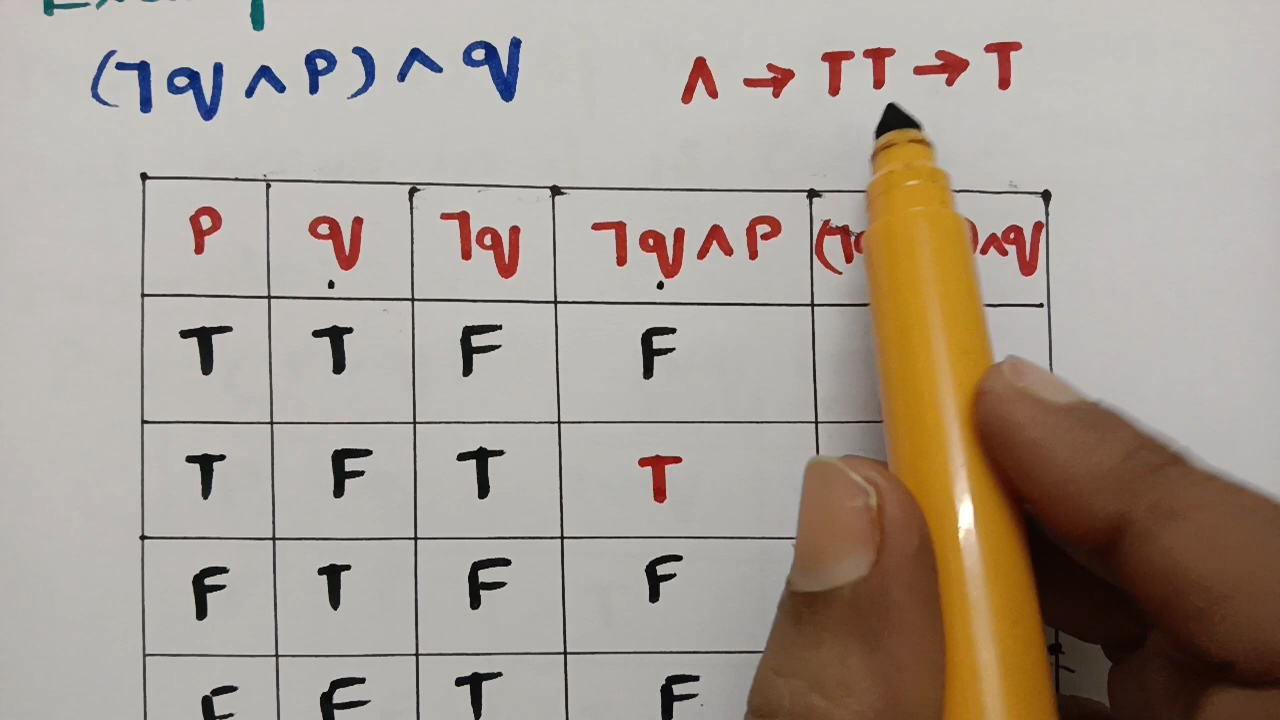 (¬q ∧ P) ∧ q
∧ → TT → T
P q ¬q ¬q ∧ P ∧ q
T T F F
T F T T
F T F F
F F T F